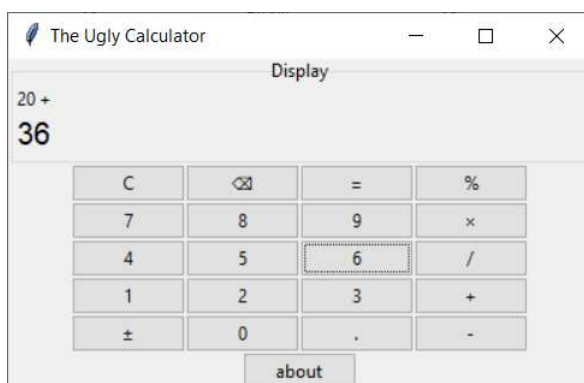 The Ugly Calculator
Display
20 +
36
C ⌫ = %
7 8 9 ×
4 5 6 /
1 2 3 +
± 0 . -
about